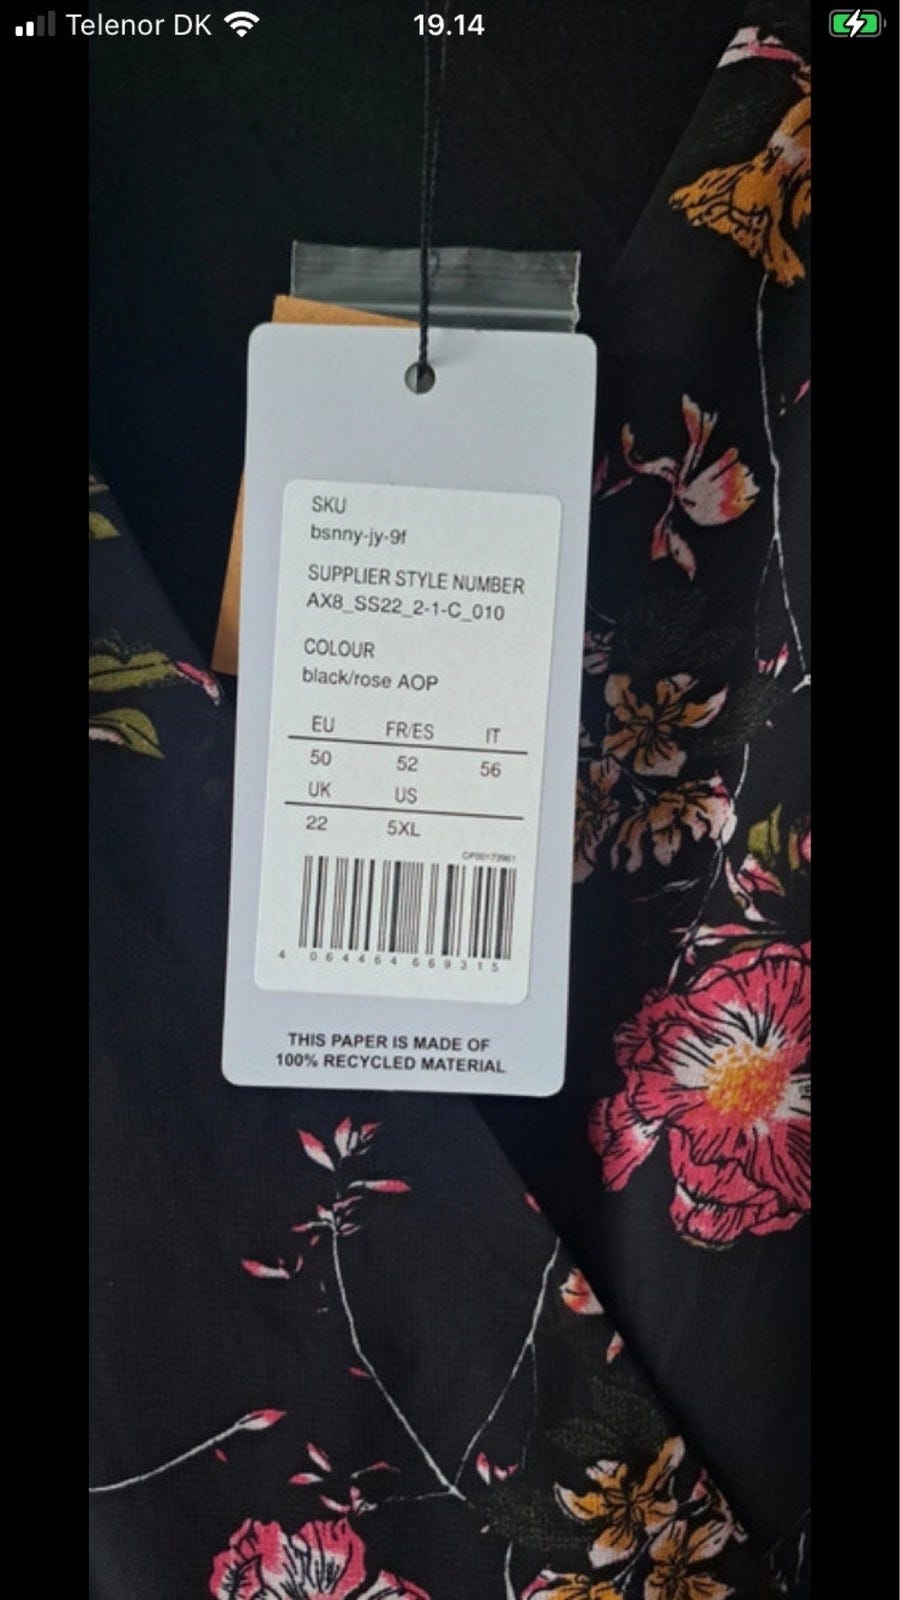 Telenor DK
19.14
SKU
bsnny-jy-9f
SUPPLIER STYLE NUMBER
AX8_SS22_2-1-C_010
COLOUR
black/rose AOP
EU FR/ES IT
50 52 56
UK US
22 5XL
OP00173961
4 064464 669315
THIS PAPER IS MADE OF
100% RECYCLED MATERIAL